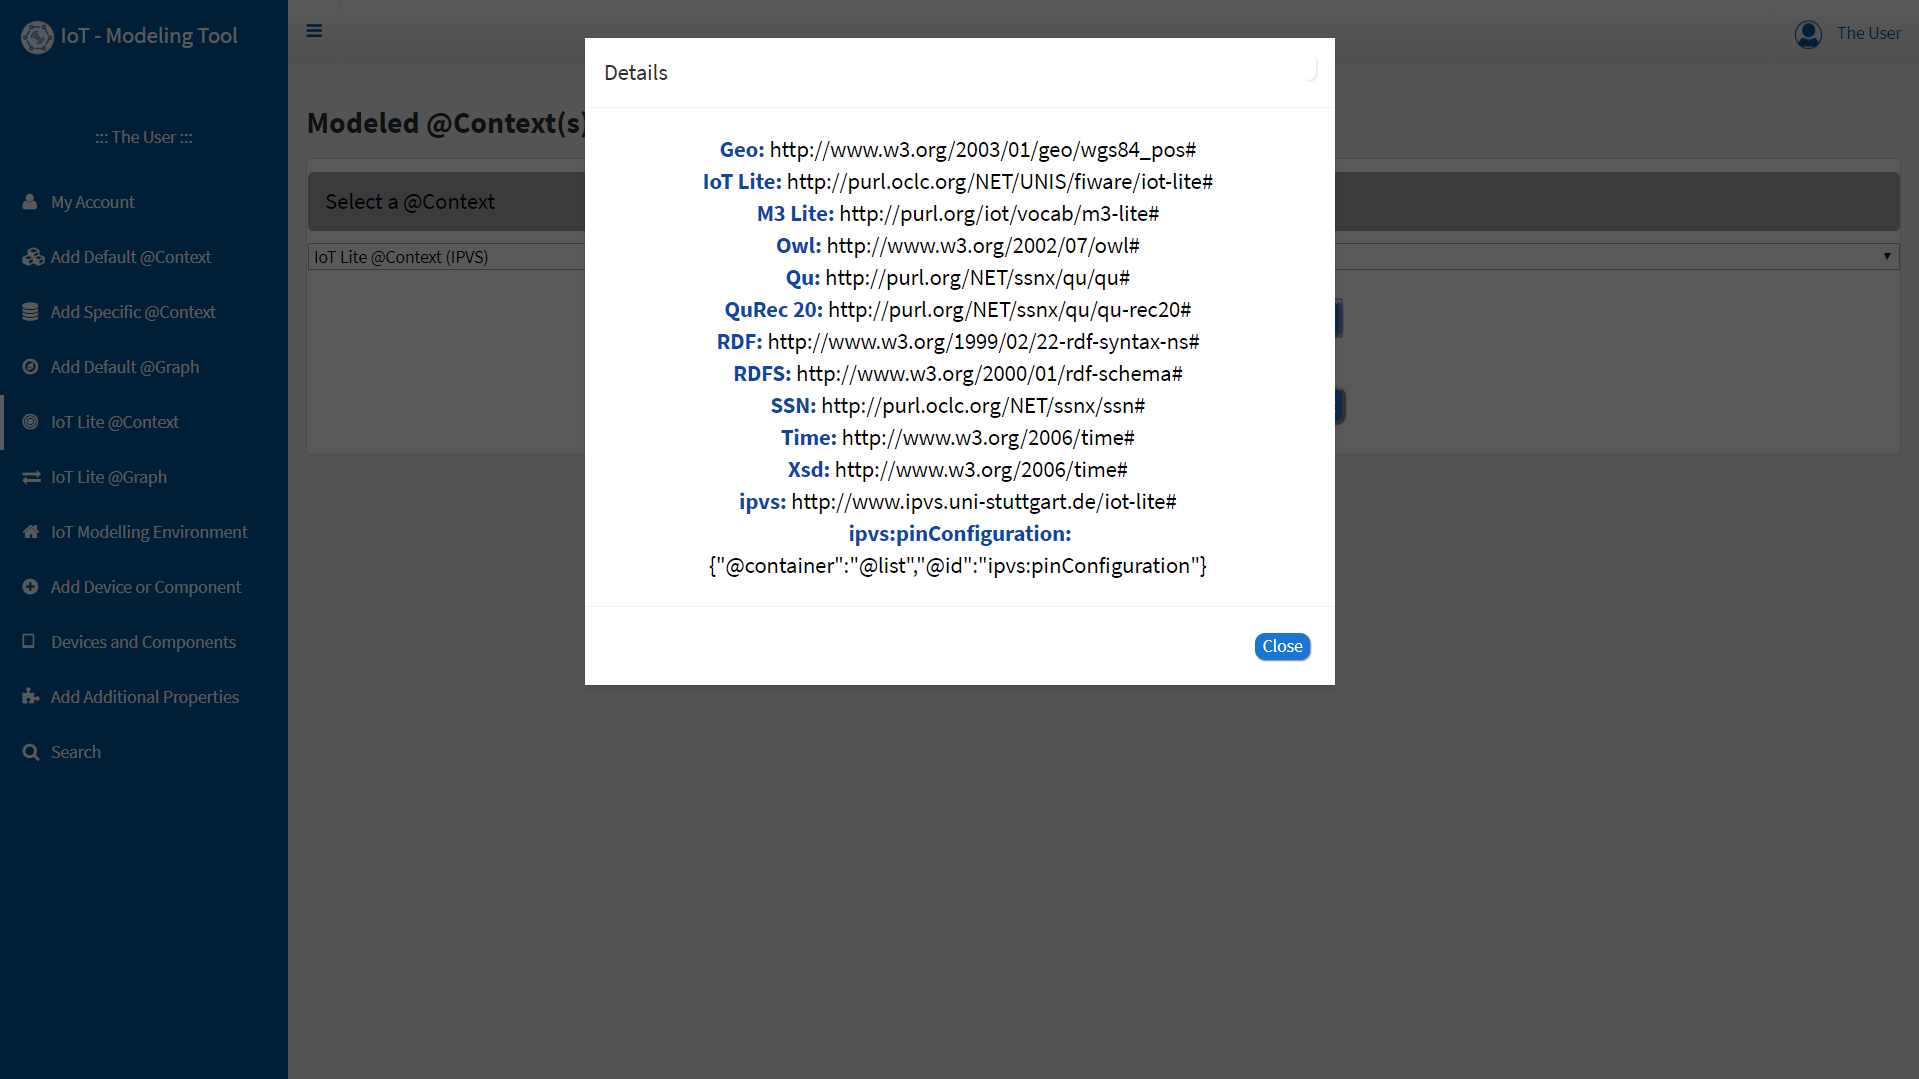 IoT - Modeling Tool
The User
::: The User :::
My Account
Add Default @Context
Add Specific @Context
Add Default @Graph
IoT Lite @Context
IoT Lite @Graph
IoT Modelling Environment
Add Device or Component
Devices and Components
Add Additional Properties
Search
Modeled @Context(s)
Select a @Context
IoT Lite @Context (IPVS)
Details
Geo: http://www.w3.org/2003/01/geo/wgs84_pos#
IoT Lite: http://purl.oclc.org/NET/UNIS/fiware/iot-lite#
M3 Lite: http://purl.org/iot/vocab/m3-lite#
Owl: http://www.w3.org/2002/07/owl#
Qu: http://purl.org/NET/ssnx/qu/qu#
QuRec 20: http://purl.org/NET/ssnx/qu/qu-rec20#
RDF: http://www.w3.org/1999/02/22-rdf-syntax-ns#
RDFS: http://www.w3.org/2000/01/rdf-schema#
SSN: http://purl.oclc.org/NET/ssnx/ssn#
Time: http://www.w3.org/2006/time#
Xsd: http://www.w3.org/2006/time#
ipvs: http://www.ipvs.uni-stuttgart.de/iot-lite#
ipvs:pinConfiguration:
{"@container":"@list","@id":"ipvs:pinConfiguration"}
Close